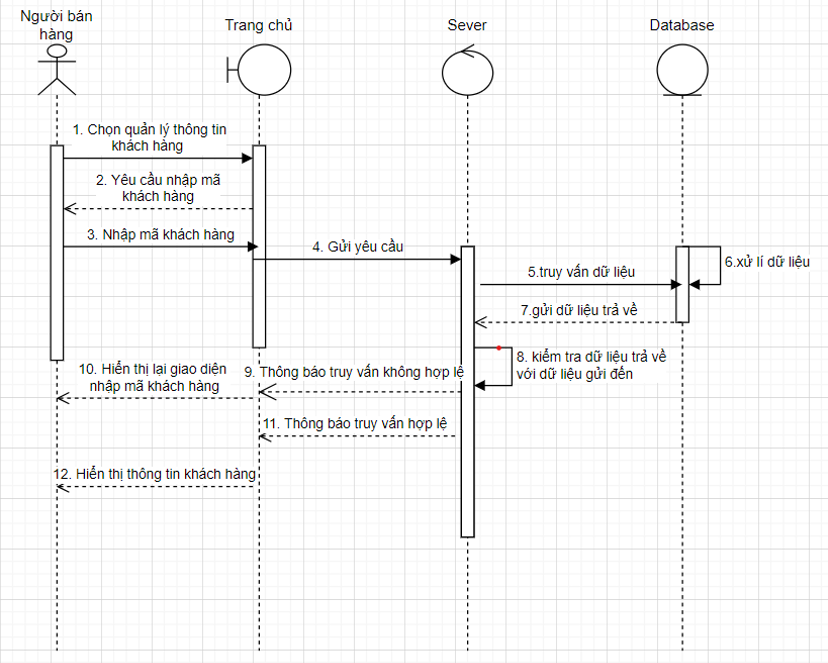 Người bán
hàng
Trang chủ
Sever
Database
1. Chọn quản lý thông tin
khách hàng
2. Yêu cầu nhập mã
khách hàng
3. Nhập mã khách hàng
4. Gửi yêu cầu
5.truy vấn dữ liệu
6.xử lí dữ liệu
7.gửi dữ liệu trả về
8. kiểm tra dữ liệu trả về
với dữ liệu gửi đến
9. Thông báo truy vấn không hợp lệ
10. Hiển thị lại giao diện
nhập mã khách hàng
11. Thông báo truy vấn hợp lệ
12. Hiển thị thông tin khách hàng